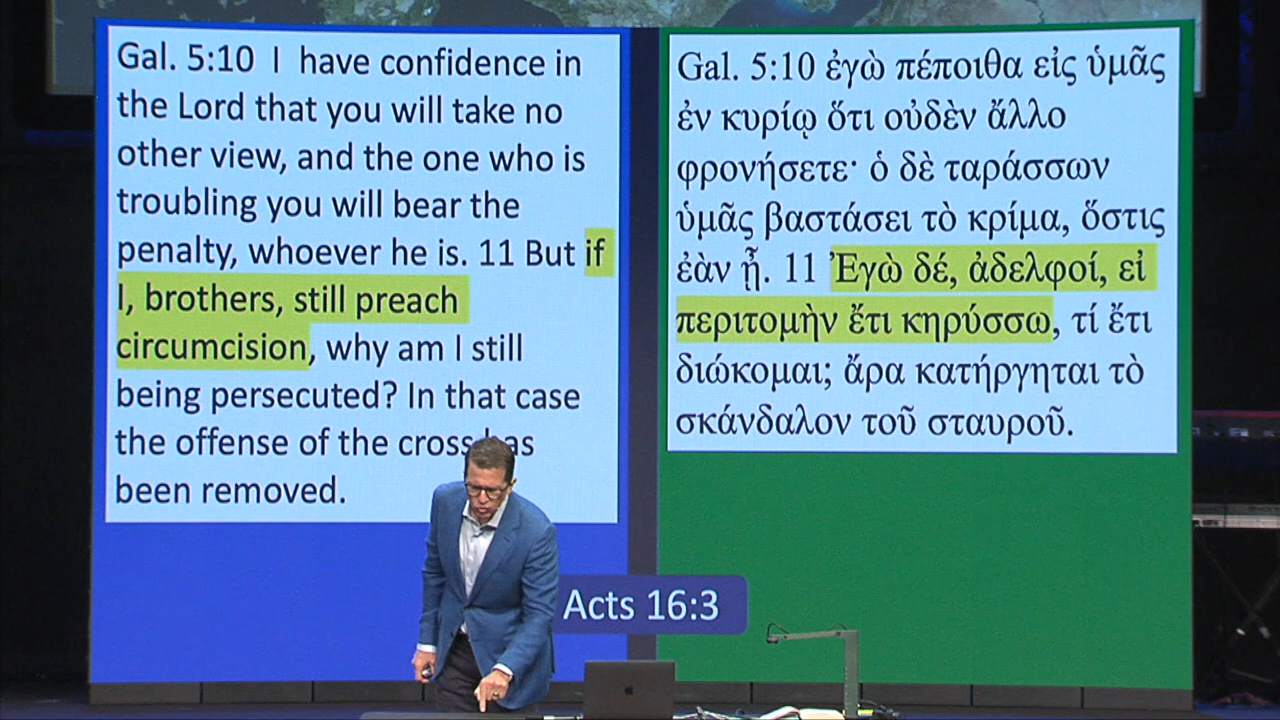 Gal. 5:10 I have confidence in
the Lord that you will take no
other view, and the one who is
troubling you will bear the
penalty, whoever he is. 11 But if
I, brothers, still preach
circumcision, why am I still
being persecuted? In that case
the offense of the cross has
been removed.
Gal. 5:10 ἐγὼ πέποιθα εἰς ὑμᾶς
ἐν κυρίῳ ὅτι οὐδὲν ἄλλο
φρονήσετε· ὁ δὲ ταράσσων
ὑμᾶς βαστάσει τὸ κρίμα, ὅστις
ἐὰν ᾖ. 11 Ἐγὼ δέ, ἀδελφοί, εἰ
περιτομὴν ἔτι κηρύσσω, τί ἔτι
διώκομαι; ἄρα κατήργηται τὸ
σκάνδαλον τοῦ σταυροῦ.
Acts 16:3